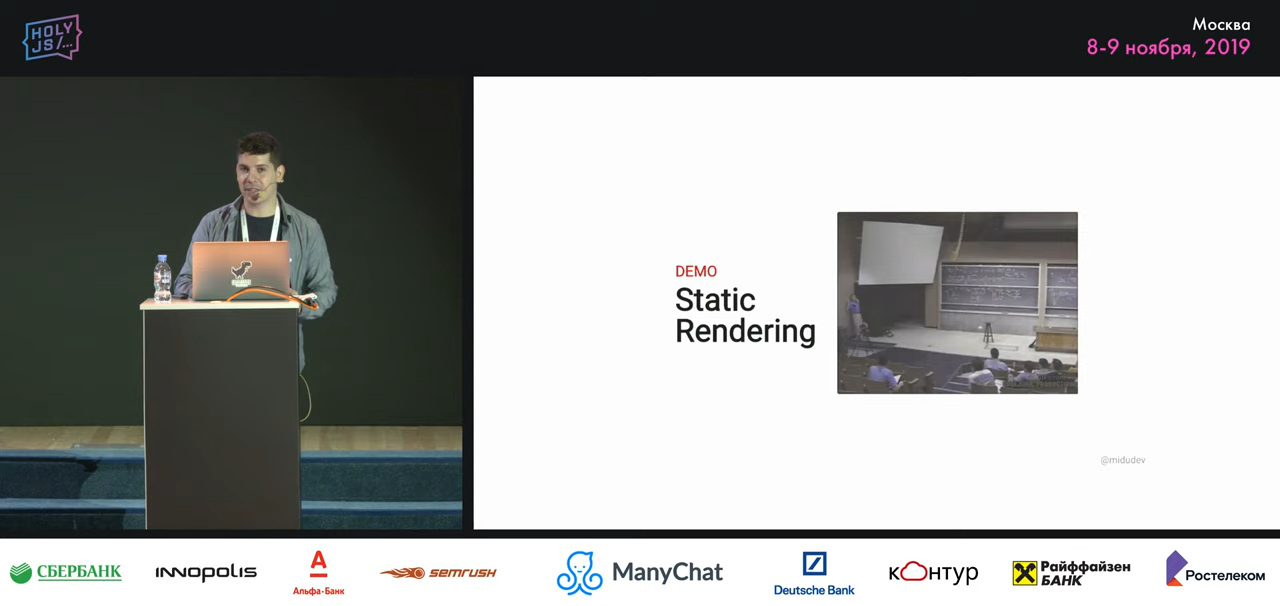 HOLY
JS/...
Москва
8-9 ноября, 2019
DEMO
Static
Rendering
@midudev
СБЕРБАНК
INNOPOLIS
Альфа·Банк
semrush
ManyChat
Deutsche Bank
контур
Райффайзен
БАНК
Ростелеком